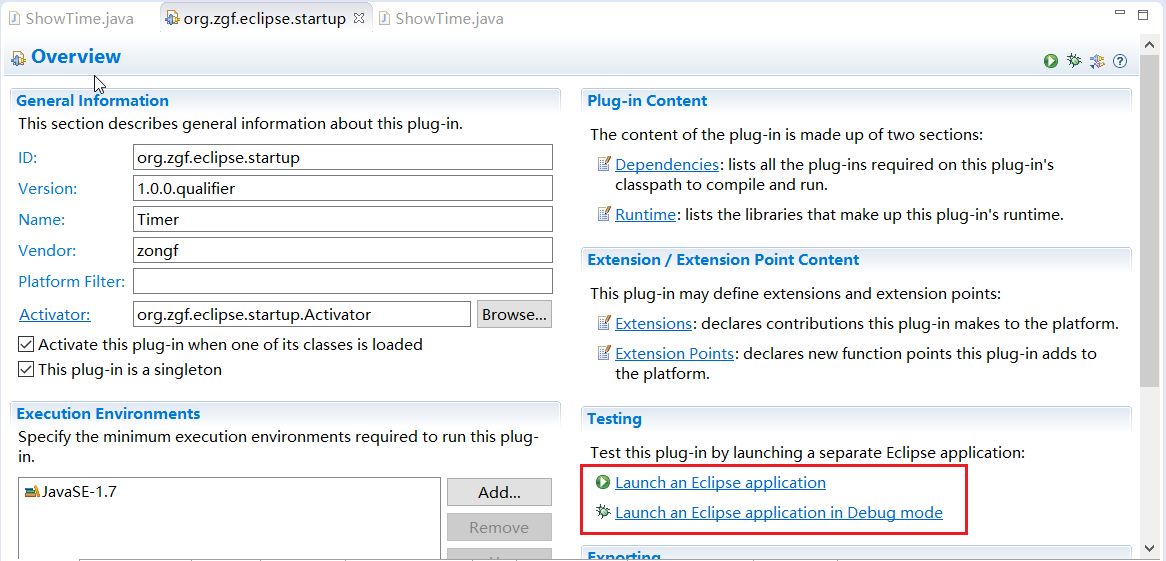 ShowTime.java
org.zgf.eclipse.startup
ShowTime.java
Overview
General Information
This section describes general information about this plug-in.
ID:
org.zgf.eclipse.startup
Version:
1.0.0.qualifier
Name:
Timer
Vendor:
zongf
Platform Filter:
Activator:
org.zgf.eclipse.startup.Activator
Browse...
Activate this plug-in when one of its classes is loaded
This plug-in is a singleton
Execution Environments
Specify the minimum execution environments required to run this plug-
in.
JavaSE-1.7
Add...
Remove
Plug-in Content
The content of the plug-in is made up of two sections:
Dependencies: lists all the plug-ins required on this plug-in's
classpath to compile and run.
Runtime: lists the libraries that make up this plug-in's runtime.
Extension / Extension Point Content
This plug-in may define extensions and extension points:
Extensions: declares contributions this plug-in makes to the platform.
Extension Points: declares new function points this plug-in adds to
the platform.
Testing
Test this plug-in by launching a separate Eclipse application:
Launch an Eclipse application
Launch an Eclipse application in Debug mode
Exporting